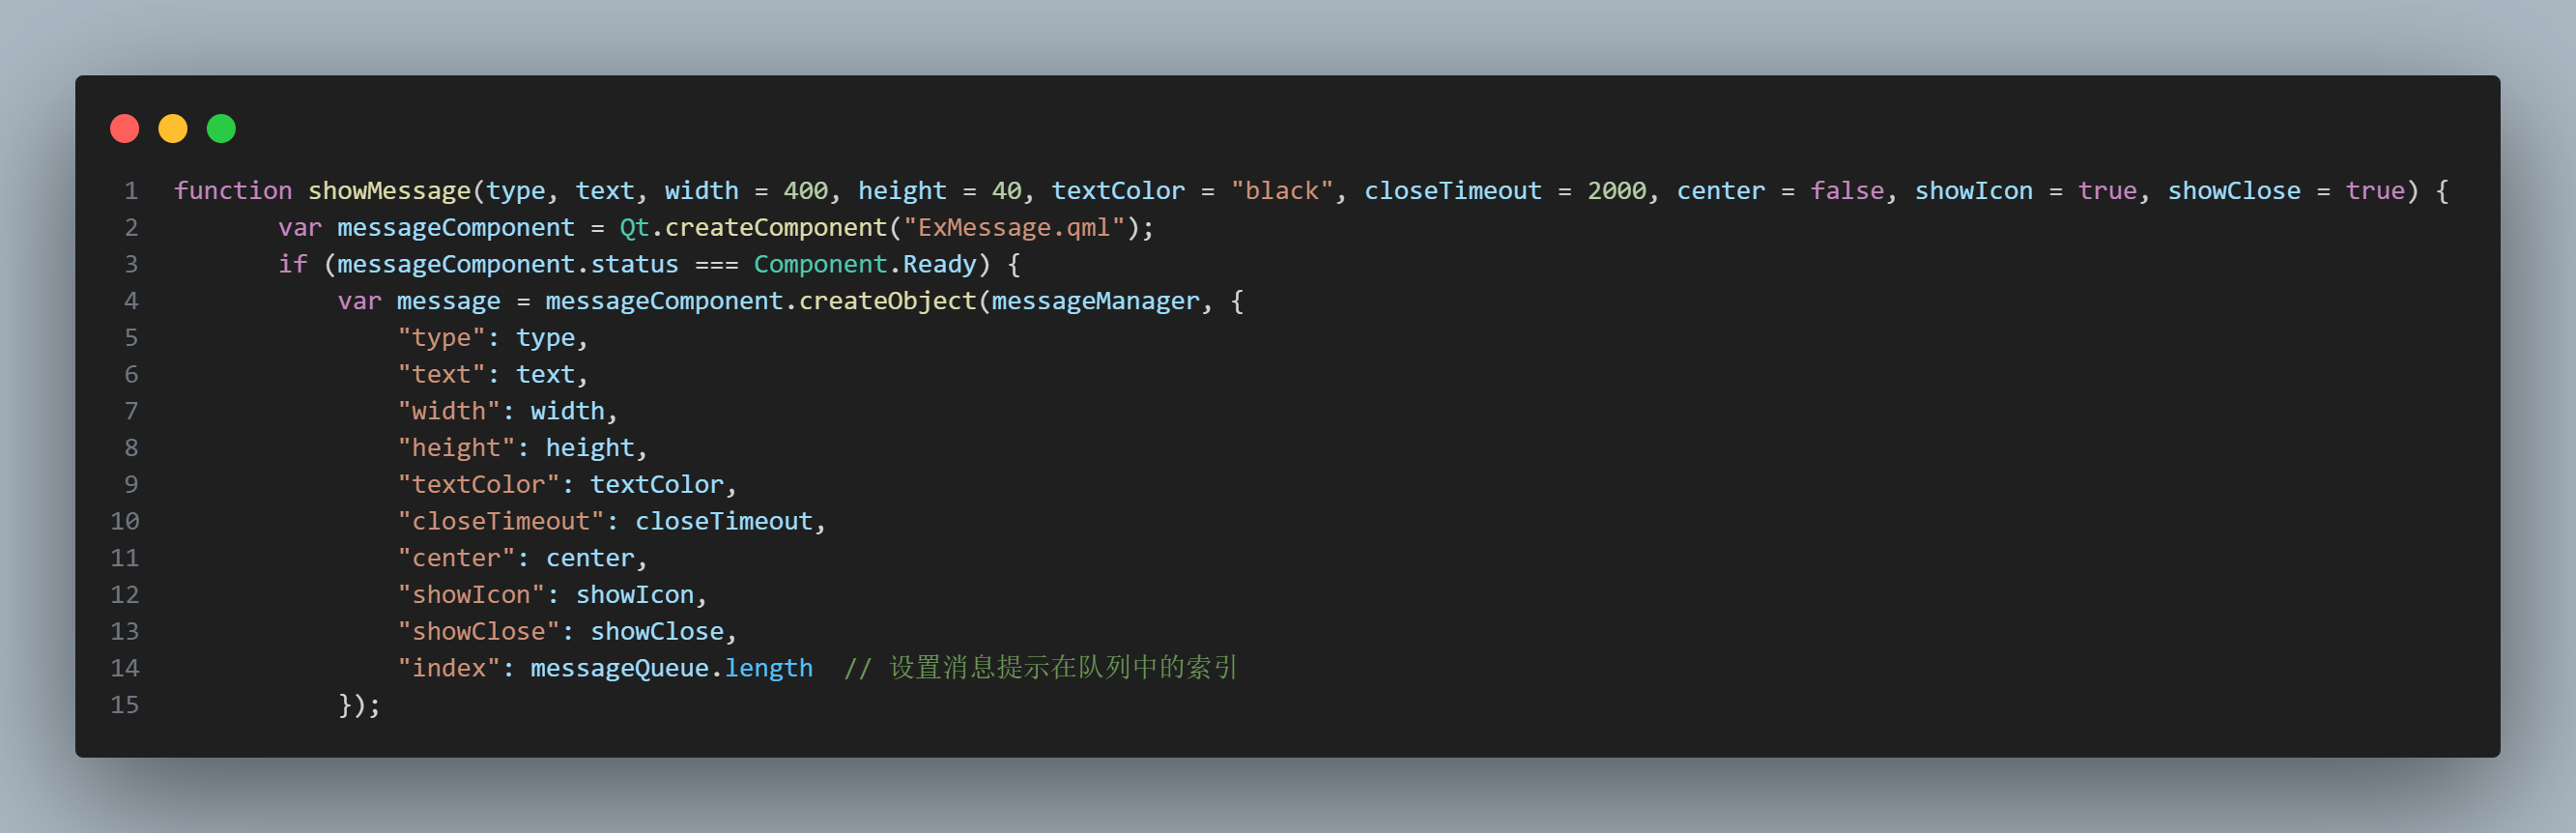 1 function showMessage(type, text, width = 400, height = 40, textColor = "black", closeTimeout = 2000, center = false, showIcon = true, showClose = true) {
2 var messageComponent = Qt.createComponent("ExMessage.qml");
3 if (messageComponent.status === Component.Ready) {
4 var message = messageComponent.createObject(messageManager, {
5 "type": type,
6 "text": text,
7 "width": width,
8 "height": height,
9 "textColor": textColor,
10 "closeTimeout": closeTimeout,
11 "center": center,
12 "showIcon": showIcon,
13 "showClose": showClose,
14 "index": messageQueue.length // 设置消息提示在队列中的索引
15 });